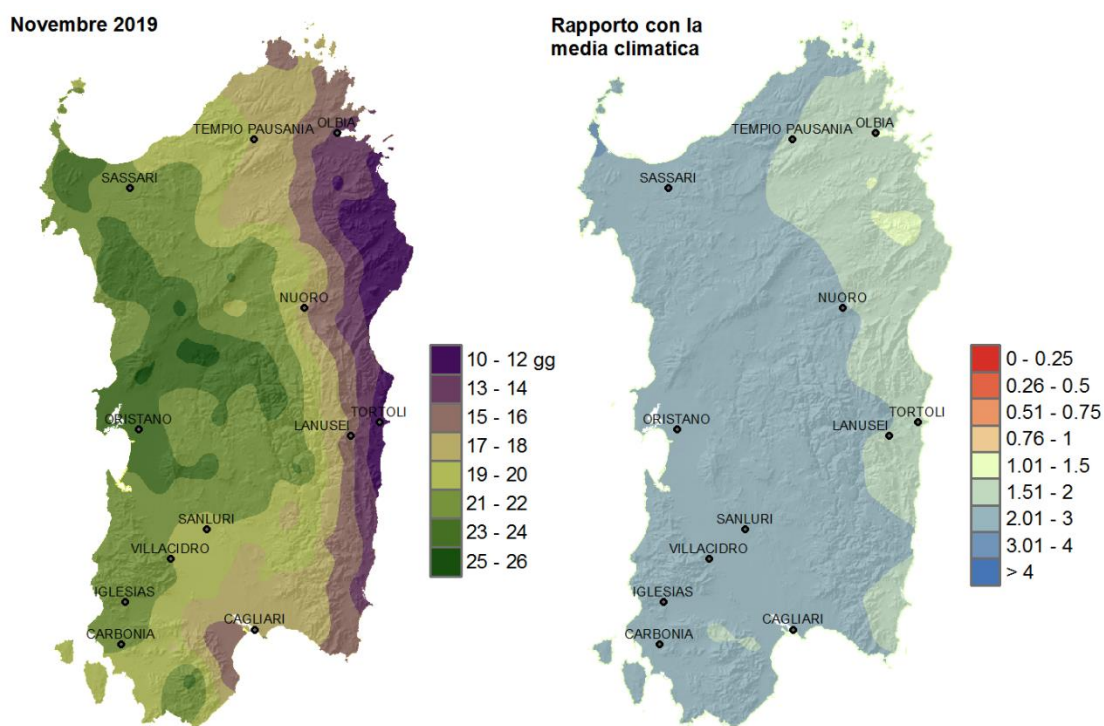 Novembre 2019
TEMPIO PAUSANIA
OLBIA
SASSARI
NUORO
ORISTANO
TORTOLI
LANUSEI
SANLURI
VILLACIDRO
IGLESIAS
CAGLIARI
CARBONIA
10 - 12 gg
13 - 14
15 - 16
17 - 18
19 - 20
21 - 22
23 - 24
25 - 26
Rapporto con la
media climatica
TEMPIO PAUSANIA
OLBIA
SASSARI
NUORO
ORISTANO
TORTOLI
LANUSEI
SANLURI
VILLACIDRO
IGLESIAS
CAGLIARI
CARBONIA
0 - 0.25
0.26 - 0.5
0.51 - 0.75
0.76 - 1
1.01 - 1.5
1.51 - 2
2.01 - 3
3.01 - 4
> 4